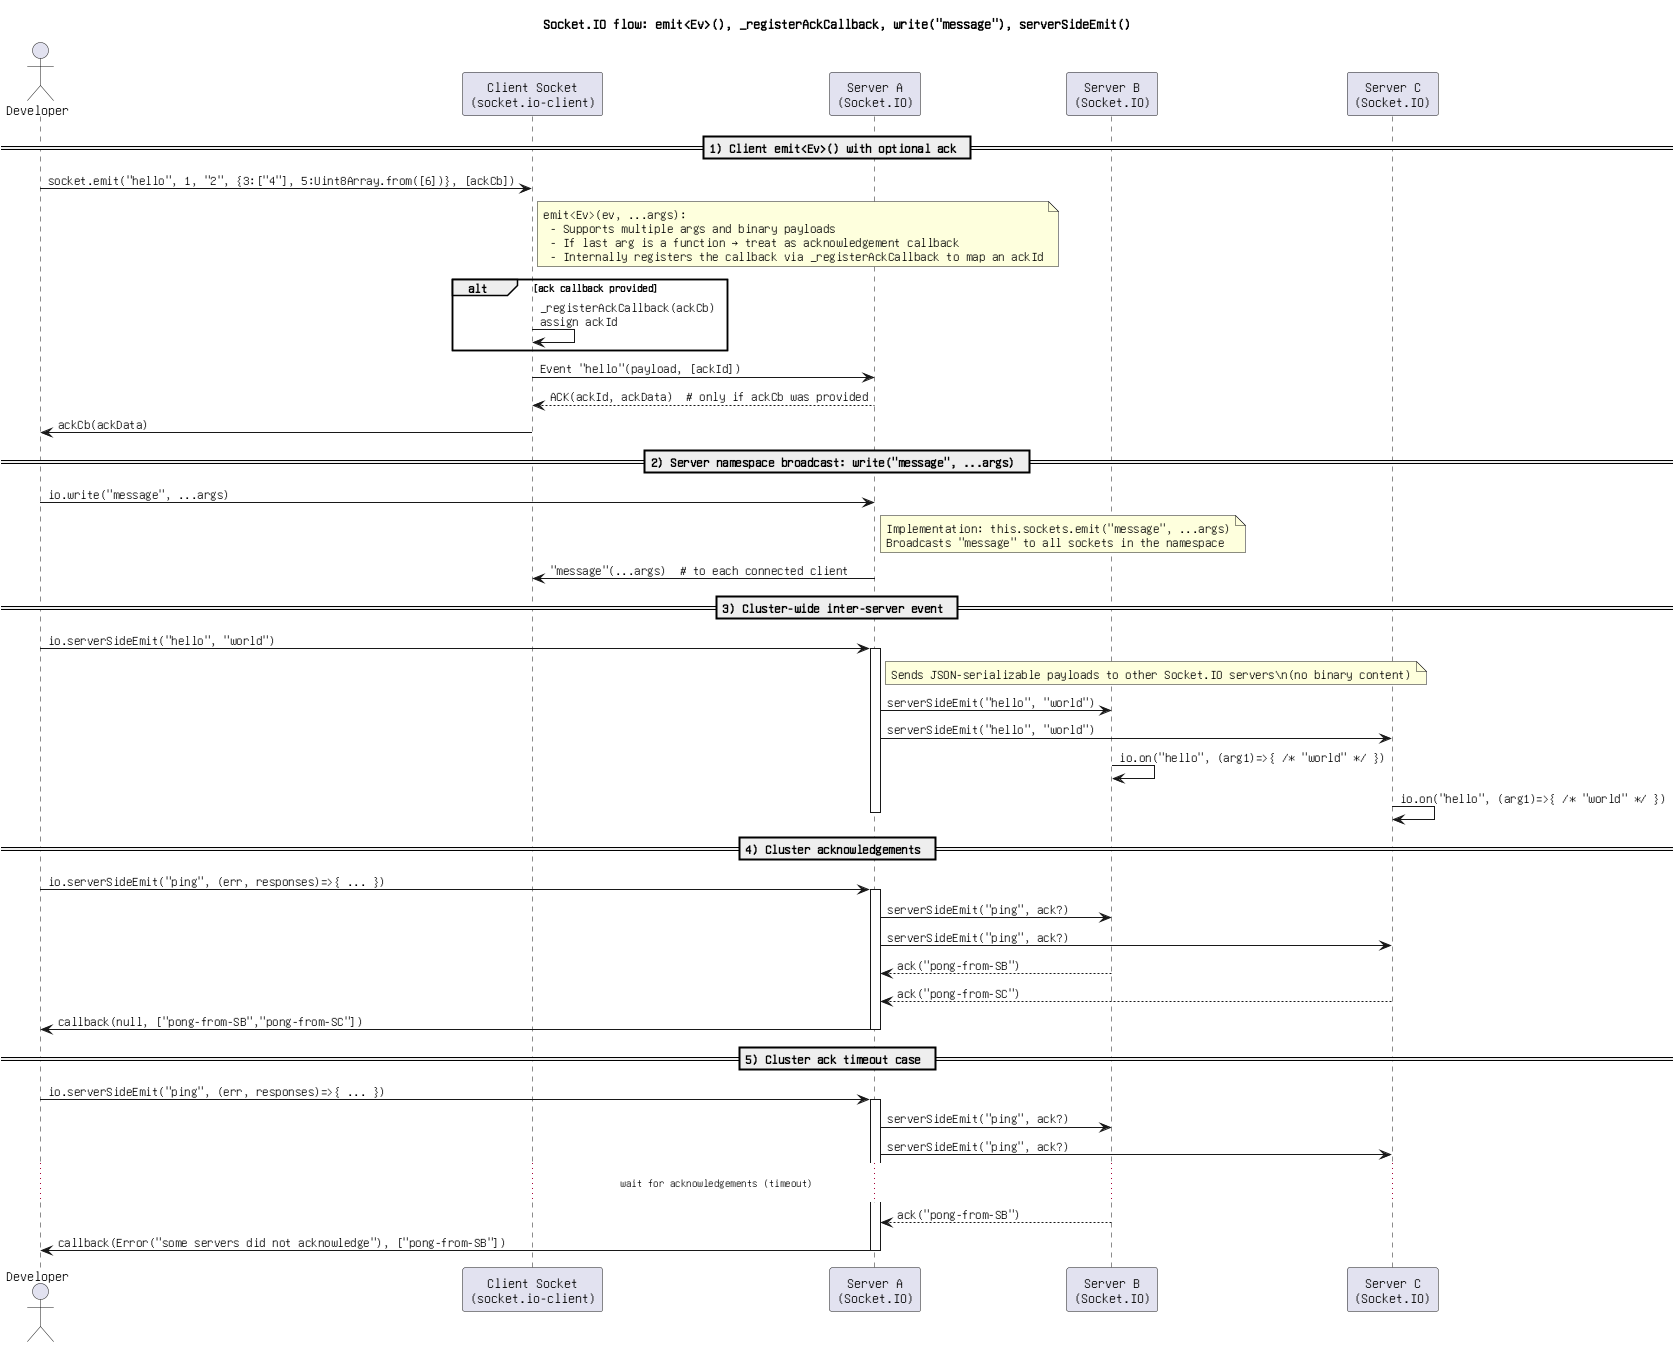 Socket.IO flow: emit<Ev>(), _registerAckCallback, write("message"), serverSideEmit()
Developer
Client Socket
(socket.io-client)
Server A
(Socket.IO)
Server B
(Socket.IO)
Server C
(Socket.IO)
1) Client emit<Ev>() with optional ack
socket.emit("hello", 1, "2", {3:["4"], 5:Uint8Array.from([6])}, [ackCb])
emit<Ev>(ev, ...args):
- Supports multiple args and binary payloads
- If last arg is a function → treat as acknowledgement callback
- Internally registers the callback via _registerAckCallback to map an ackId
alt
[ack callback provided]
_registerAckCallback(ackCb)
assign ackId
Event "hello"(payload, [ackId])
ACK(ackId, ackData)  # only if ackCb was provided
ackCb(ackData)
2) Server namespace broadcast: write("message", ...args)
io.write("message", ...args)
Implementation: this.sockets.emit("message", ...args)
Broadcasts "message" to all sockets in the namespace
"message"(...args)  # to each connected client
3) Cluster-wide inter-server event
io.serverSideEmit("hello", "world")
Sends JSON-serializable payloads to other Socket.IO servers\n(no binary content)
serverSideEmit("hello", "world")
serverSideEmit("hello", "world")
io.on("hello", (arg1)=>{ /* "world" */ })
io.on("hello", (arg1)=>{ /* "world" */ })
4) Cluster acknowledgements
io.serverSideEmit("ping", (err, responses)=>{ ... })
serverSideEmit("ping", ack?)
serverSideEmit("ping", ack?)
ack("pong-from-SB")
ack("pong-from-SC")
callback(null, ["pong-from-SB","pong-from-SC"])
5) Cluster ack timeout case
io.serverSideEmit("ping", (err, responses)=>{ ... })
serverSideEmit("ping", ack?)
serverSideEmit("ping", ack?)
wait for acknowledgements (timeout)
ack("pong-from-SB")
callback(Error("some servers did not acknowledge"), ["pong-from-SB"])
Developer
Client Socket
(socket.io-client)
Server A
(Socket.IO)
Server B
(Socket.IO)
Server C
(Socket.IO)